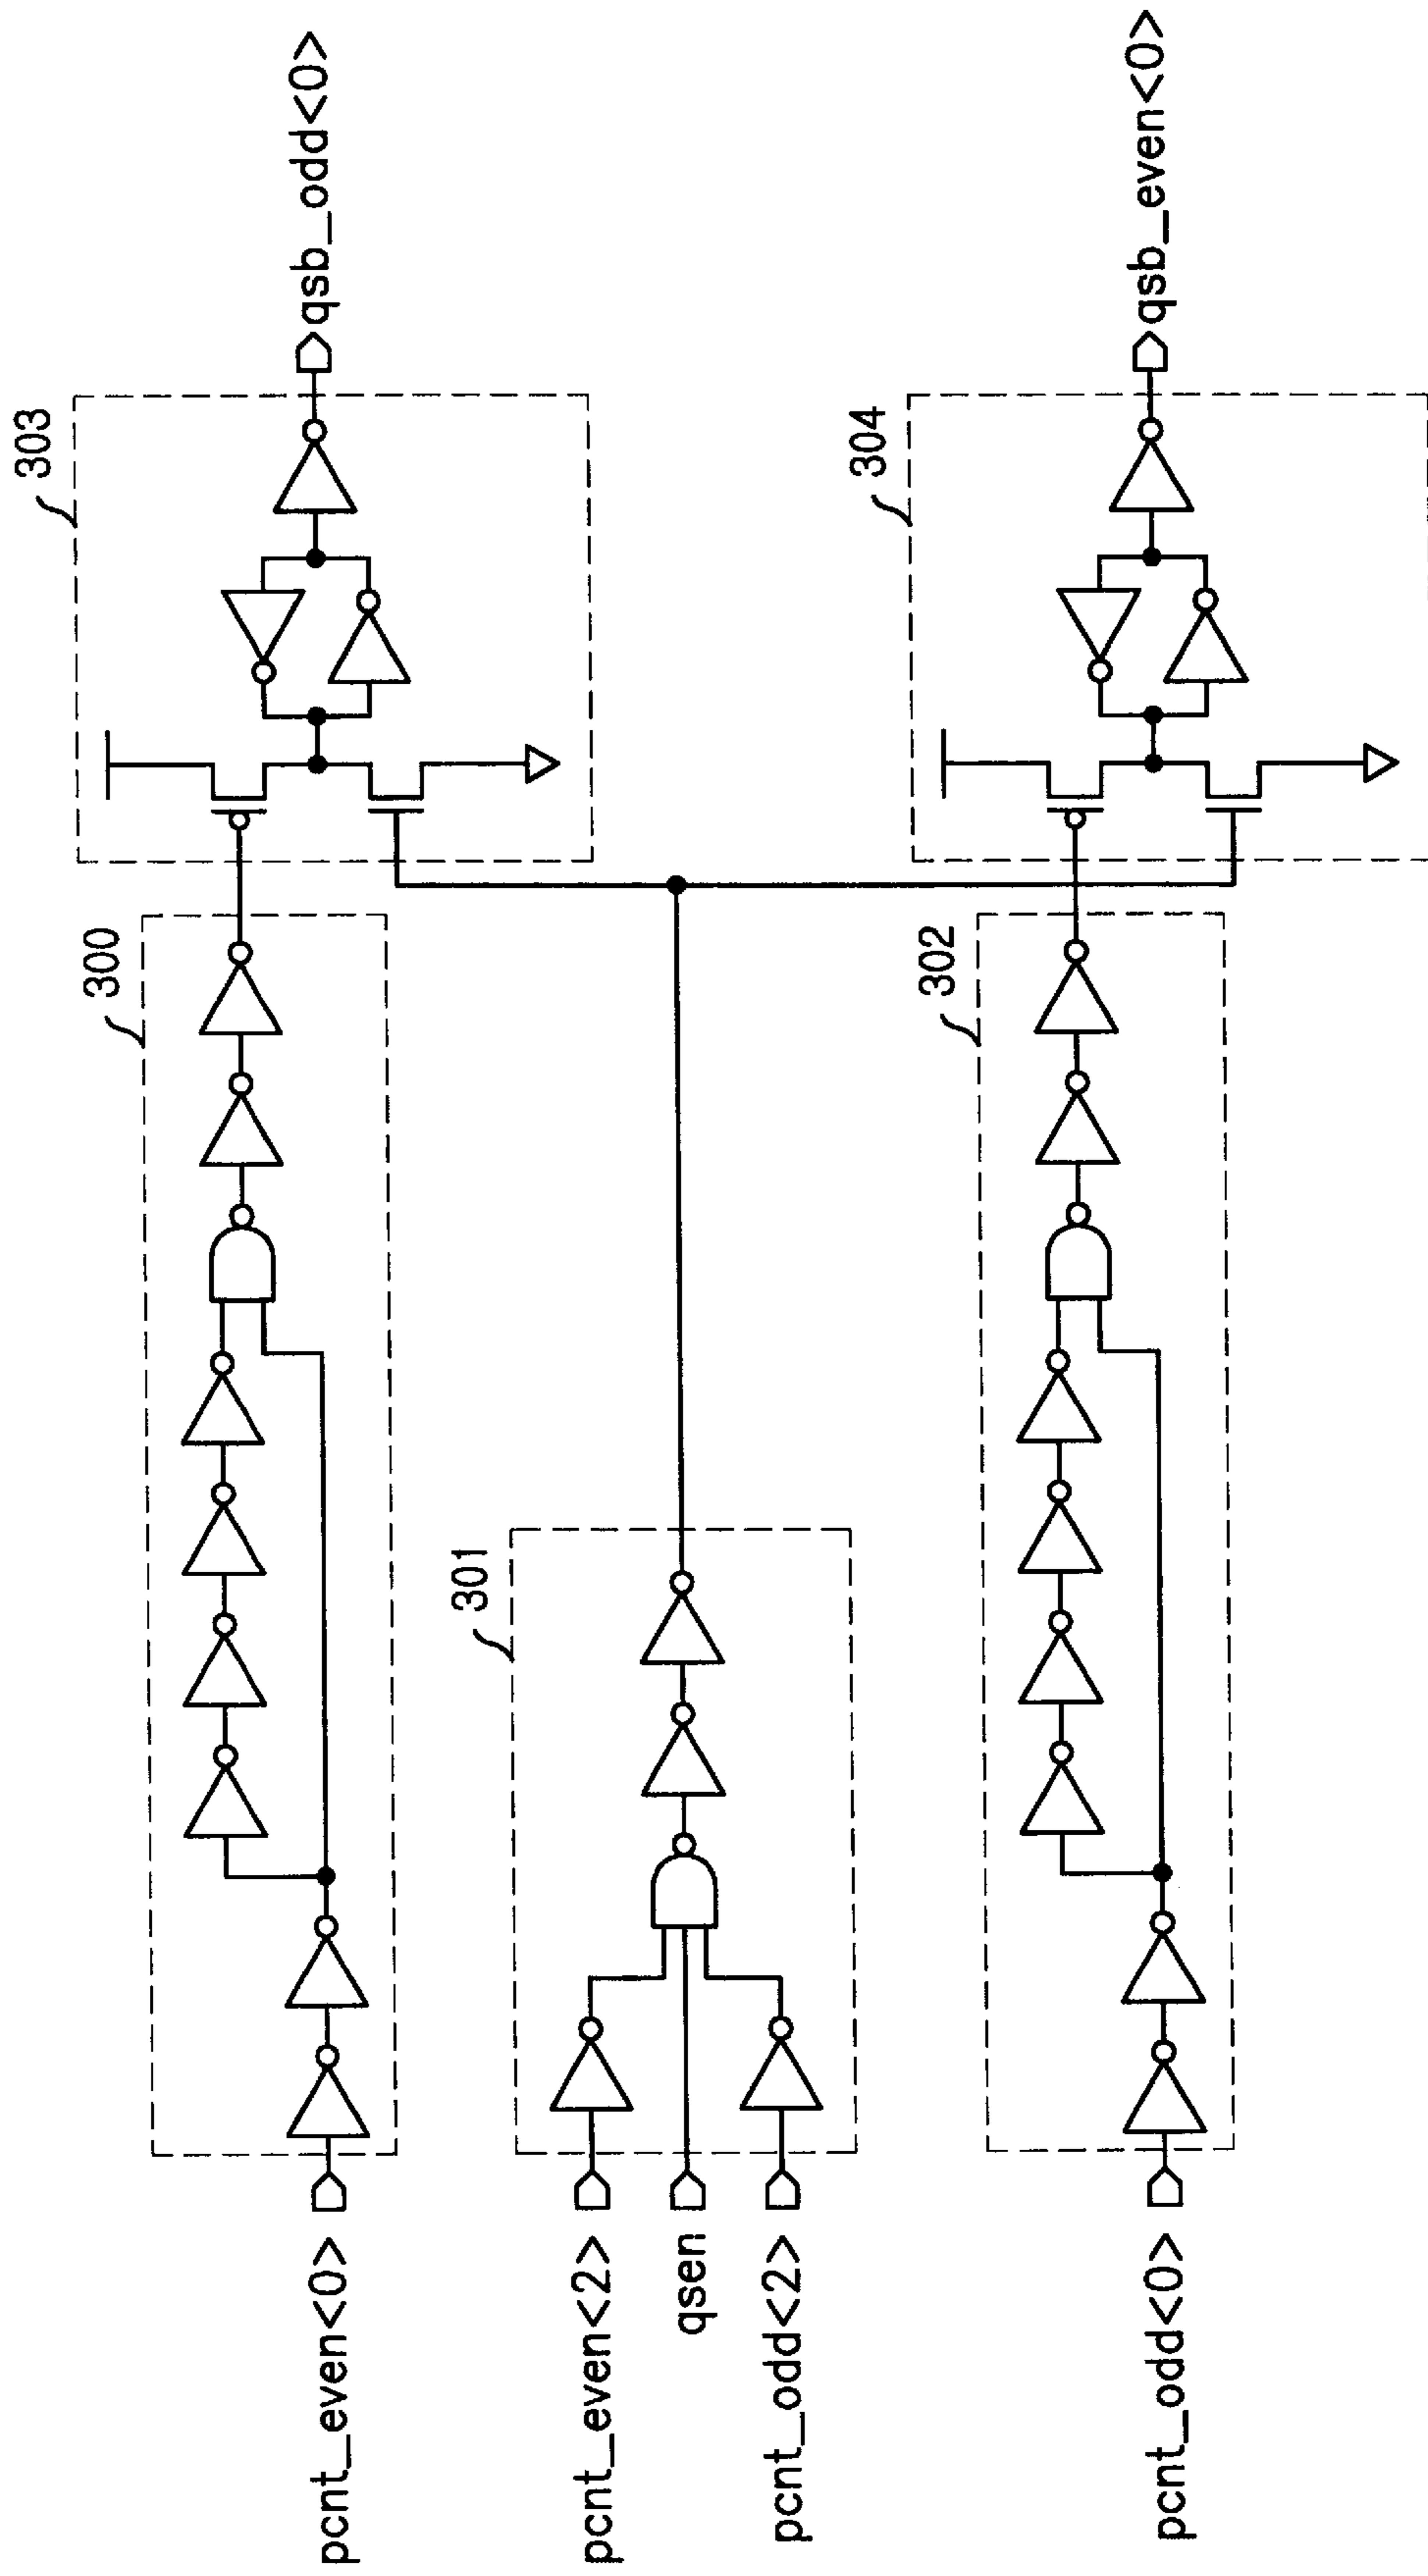 pcnt_even<0>
300
303
qsb_odd<0>
pcnt_even<2>
qsen
pcnt_odd<2>
301
pcnt_odd<0>
302
304
qsb_even<0>